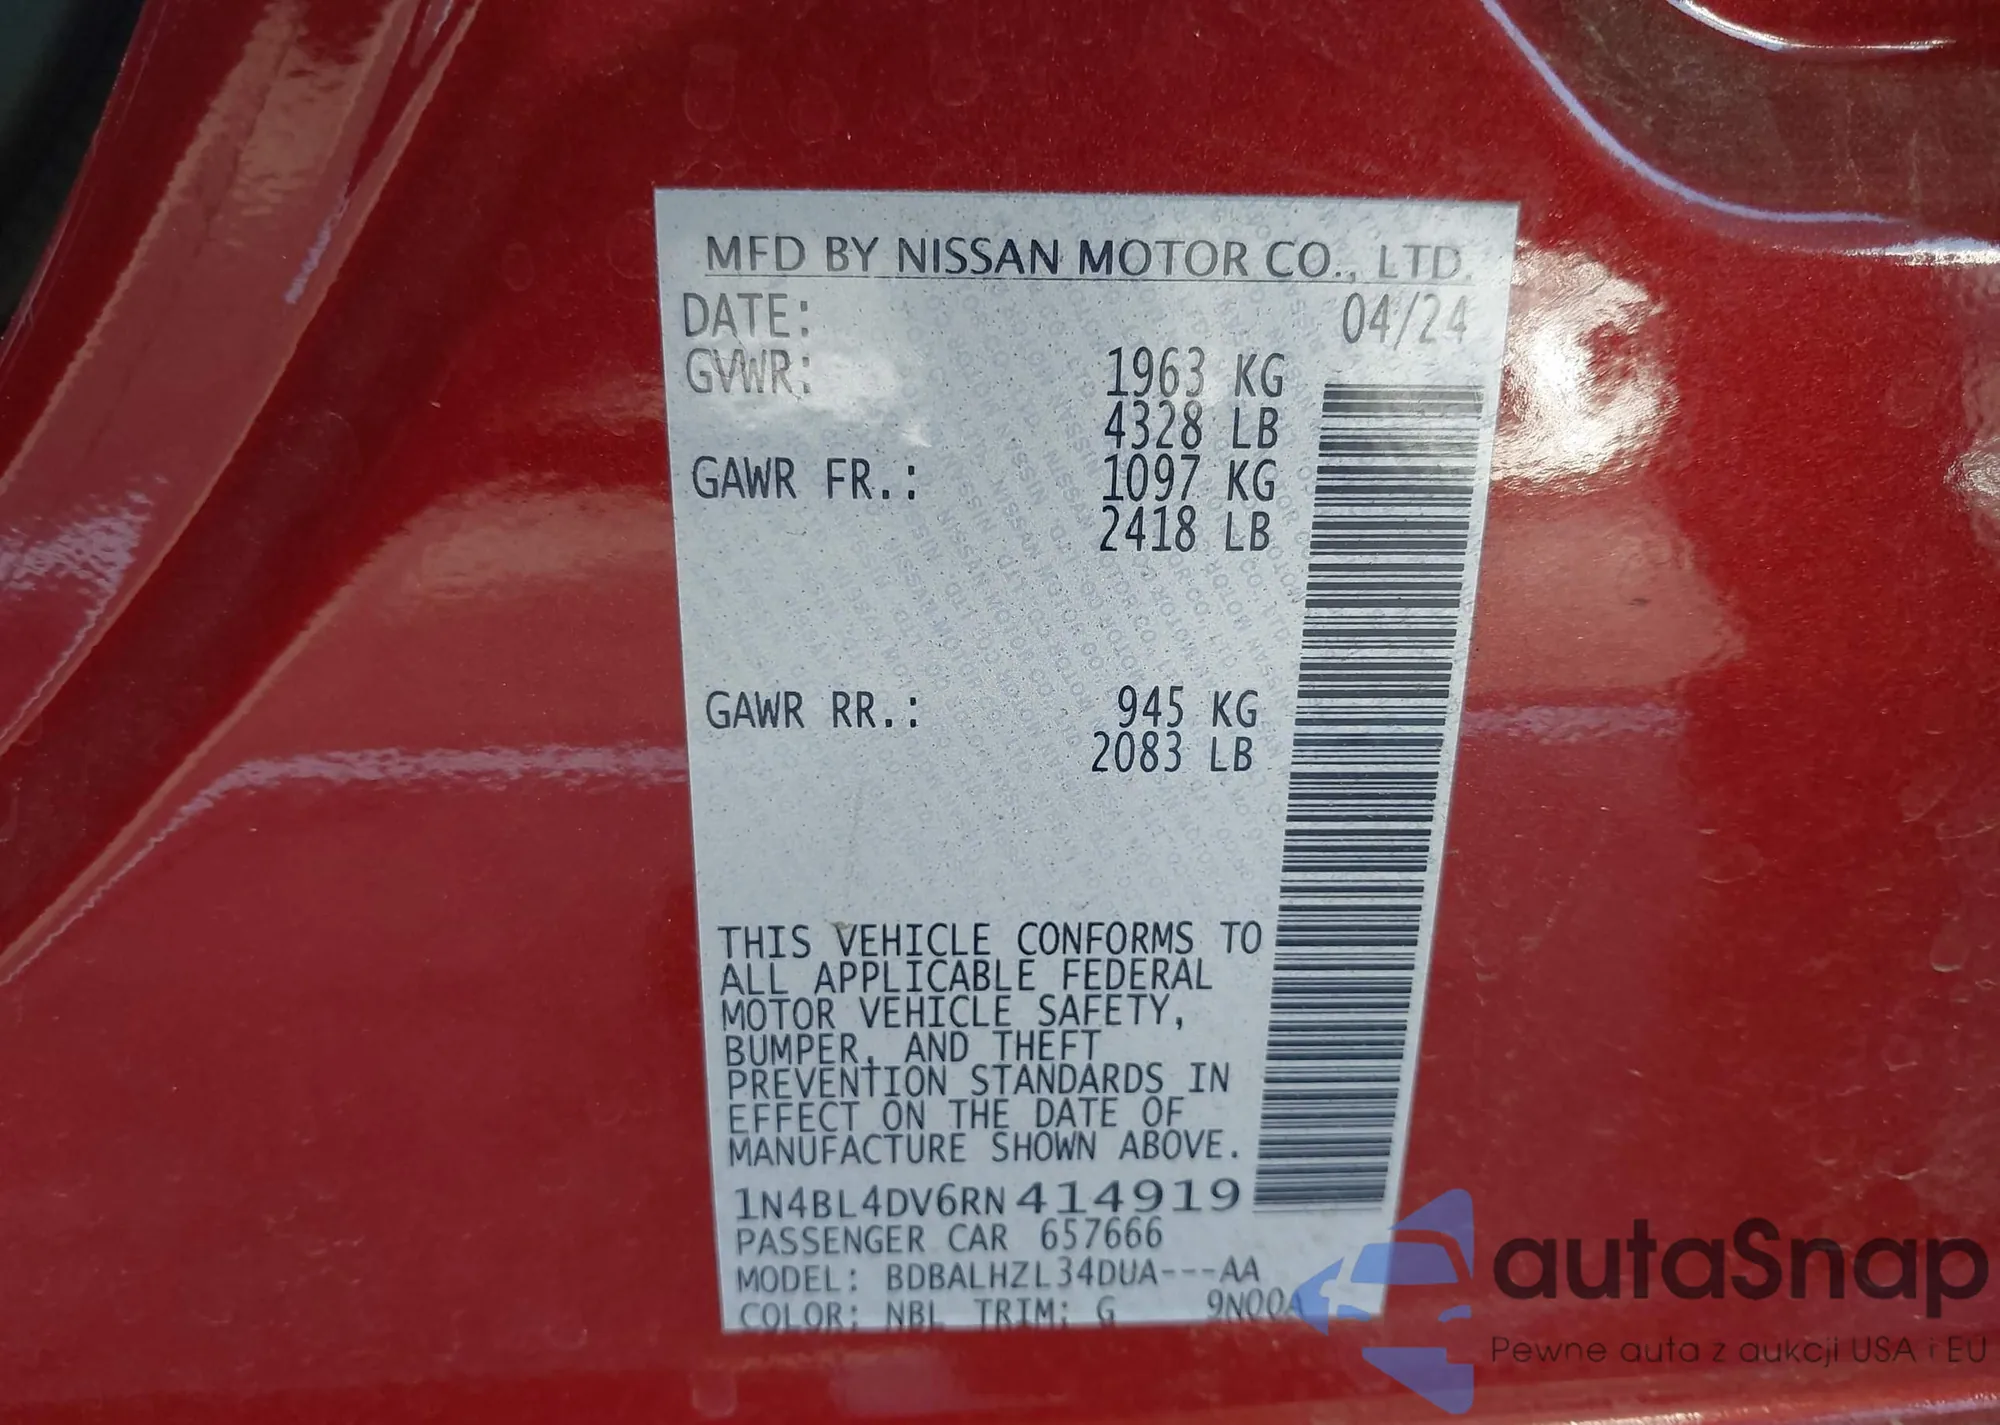 MFD BY NISSAN MOTOR CO., LTD.
DATE: 04/24
GVWR: 1963 KG
4328 LB
GAWR FR.: 1097 KG
2418 LB
GAWR RR.: 945 KG
2083 LB
THIS VEHICLE CONFORMS TO
ALL APPLICABLE FEDERAL
MOTOR VEHICLE SAFETY,
BUMPER, AND THEFT
PREVENTION STANDARDS IN
EFFECT ON THE DATE OF
MANUFACTURE SHOWN ABOVE.
1N4BL4DV6RN414919
PASSENGER CAR 657666
MODEL: BDBALHZL34DUA---AA
COLOR: NBL TRIM: G 9N00A
autaSnap
Pewne auta z aukcji USA i EU